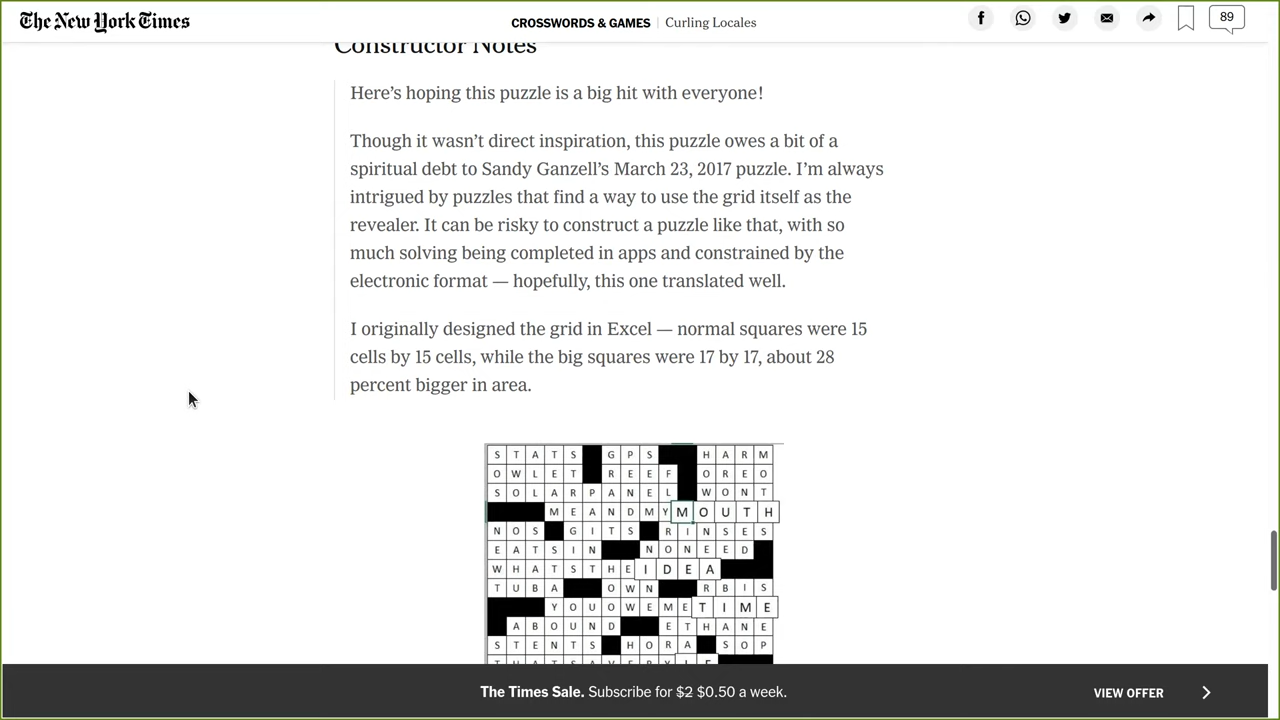 The New York Times
CROSSWORDS & GAMES | Curling Locales
89
Constructor Notes
Here's hoping this puzzle is a big hit with everyone!
Though it wasn't direct inspiration, this puzzle owes a bit of a
spiritual debt to Sandy Ganzell's March 23, 2017 puzzle. I'm always
intrigued by puzzles that find a way to use the grid itself as the
revealer. It can be risky to construct a puzzle like that, with so
much solving being completed in apps and constrained by the
electronic format — hopefully, this one translated well.
I originally designed the grid in Excel — normal squares were 15
cells by 15 cells, while the big squares were 17 by 17, about 28
percent bigger in area.
S T A T S G P S H A R M
O W L E T R E E F O R E O
S O L A R P A N E L W O N T
M E A N D M Y M O U T H
N O S G I T S R I N S E S
E A T S I N N O N E E D
W H A T S T H E I D E A
T U B A O W N R B I S
Y O U O W E M E T I M E
A B O U N D E T H A N E
S T E N T S H O R A S O P
The Times Sale. Subscribe for $2 $0.50 a week.
VIEW OFFER